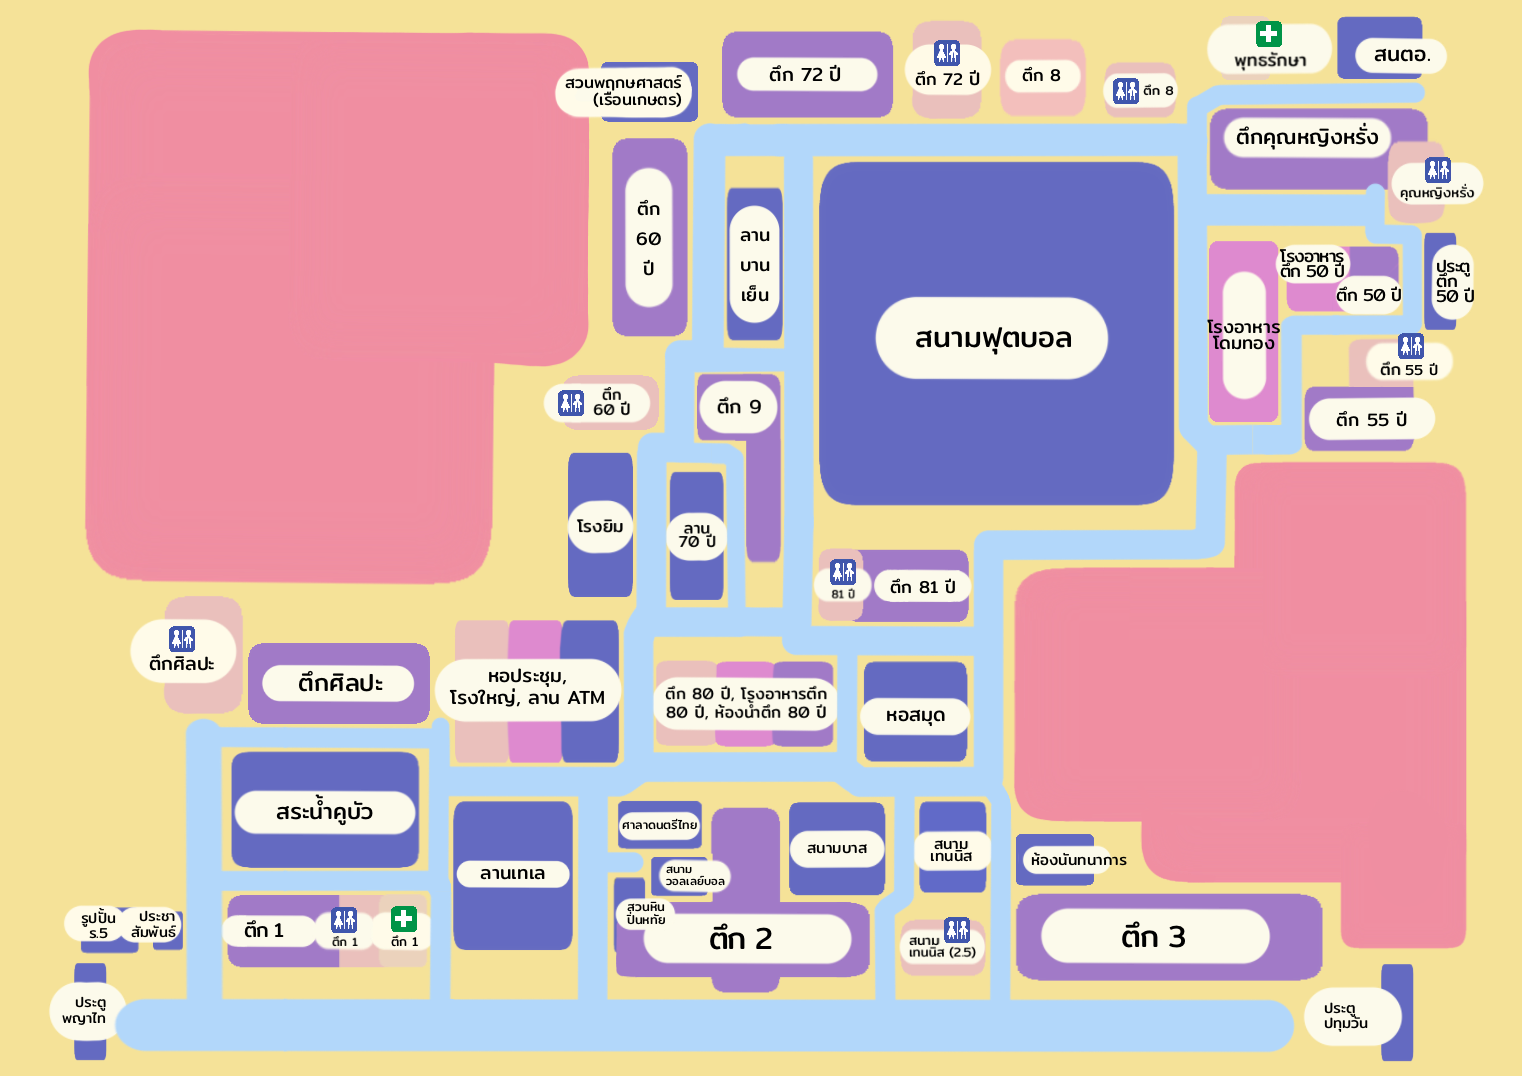 สวนพฤกษศาสตร์
(เรือนเกษตร)
ตึก 72 ปี
ตึก 72 ปี
ตึก 8
ตึก 8
พุทธรักษา
สนตอ.
ตึกคุณหญิงหรั่ง
คุณหญิงหรั่ง
ตึก
60
ปี
ลาน
บาน
เย็น
สนามฟุตบอล
โรงอาหาร
โดมทอง
โรงอาหาร
ตึก 50 ปี
ตึก 50 ปี
ประตู
ตึก
50 ปี
ตึก 55 ปี
ตึก 55 ปี
ตึก
60 ปี
ตึก 9
โรงยิม
ลาน
70 ปี
81 ปี
ตึก 81 ปี
ตึกศิลปะ
ตึกศิลปะ
หอประชุม,
โรงใหญ่, ลาน ATM
ตึก 80 ปี, โรงอาหารตึก
80 ปี, ห้องน้ำตึก 80 ปี
หอสมุด
สระน้ำคูบัว
ลานเทเล
ศาลาดนตรีไทย
สนาม
วอลเลย์บอล
สวนหิน
ปิ่นหทัย
สนามบาส
สนาม
เทนนิส
ห้องนันทนาการ
รูปปั้น
ร.5
ประชา
สัมพันธ์
ตึก 1
ตึก 1
ตึก 1
ตึก 2
สนาม
เทนนิส (2.5)
ตึก 3
ประตู
พญาไท
ประตู
ปทุมวัน